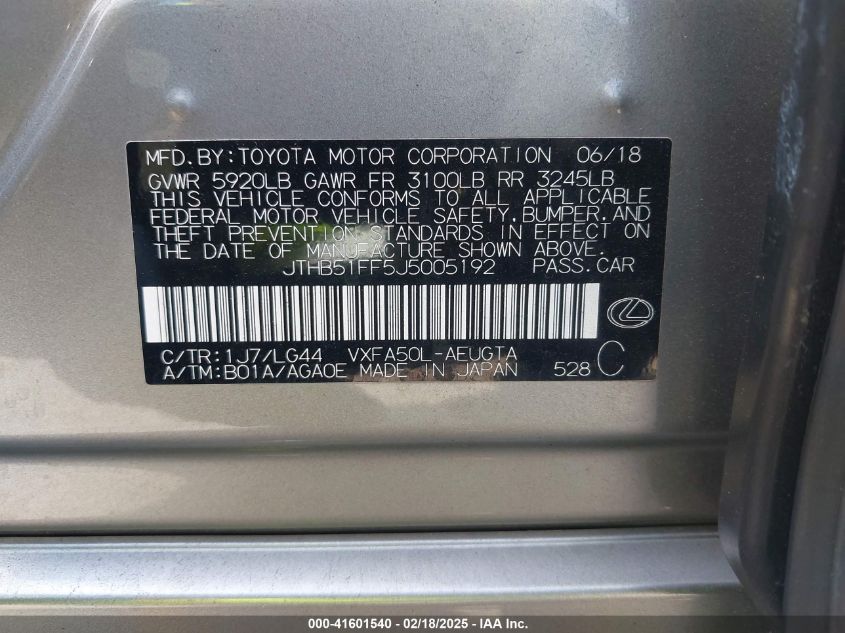 MFD.BY:TOYOTA MOTOR CORPORATION 06/18
GVWR 5920LB GAWR FR 3100LB RR 3245LB
THIS VEHICLE CONFORMS TO ALL APPLICABLE
FEDERAL MOTOR VEHICLE SAFETY,BUMPER,AND
THEFT PREVENTION STANDARDS IN EFFECT ON
THE DATE OF MANUFACTURE SHOWN ABOVE.
JTHB51FF5J5005192 PASS.CAR
C/TR:1J7/LG44 VXFA50L-AEUGTA
A/TM:B01A/AGA0E MADE IN JAPAN 528 C
000-41601540 - 02/18/2025 - IAAI.com